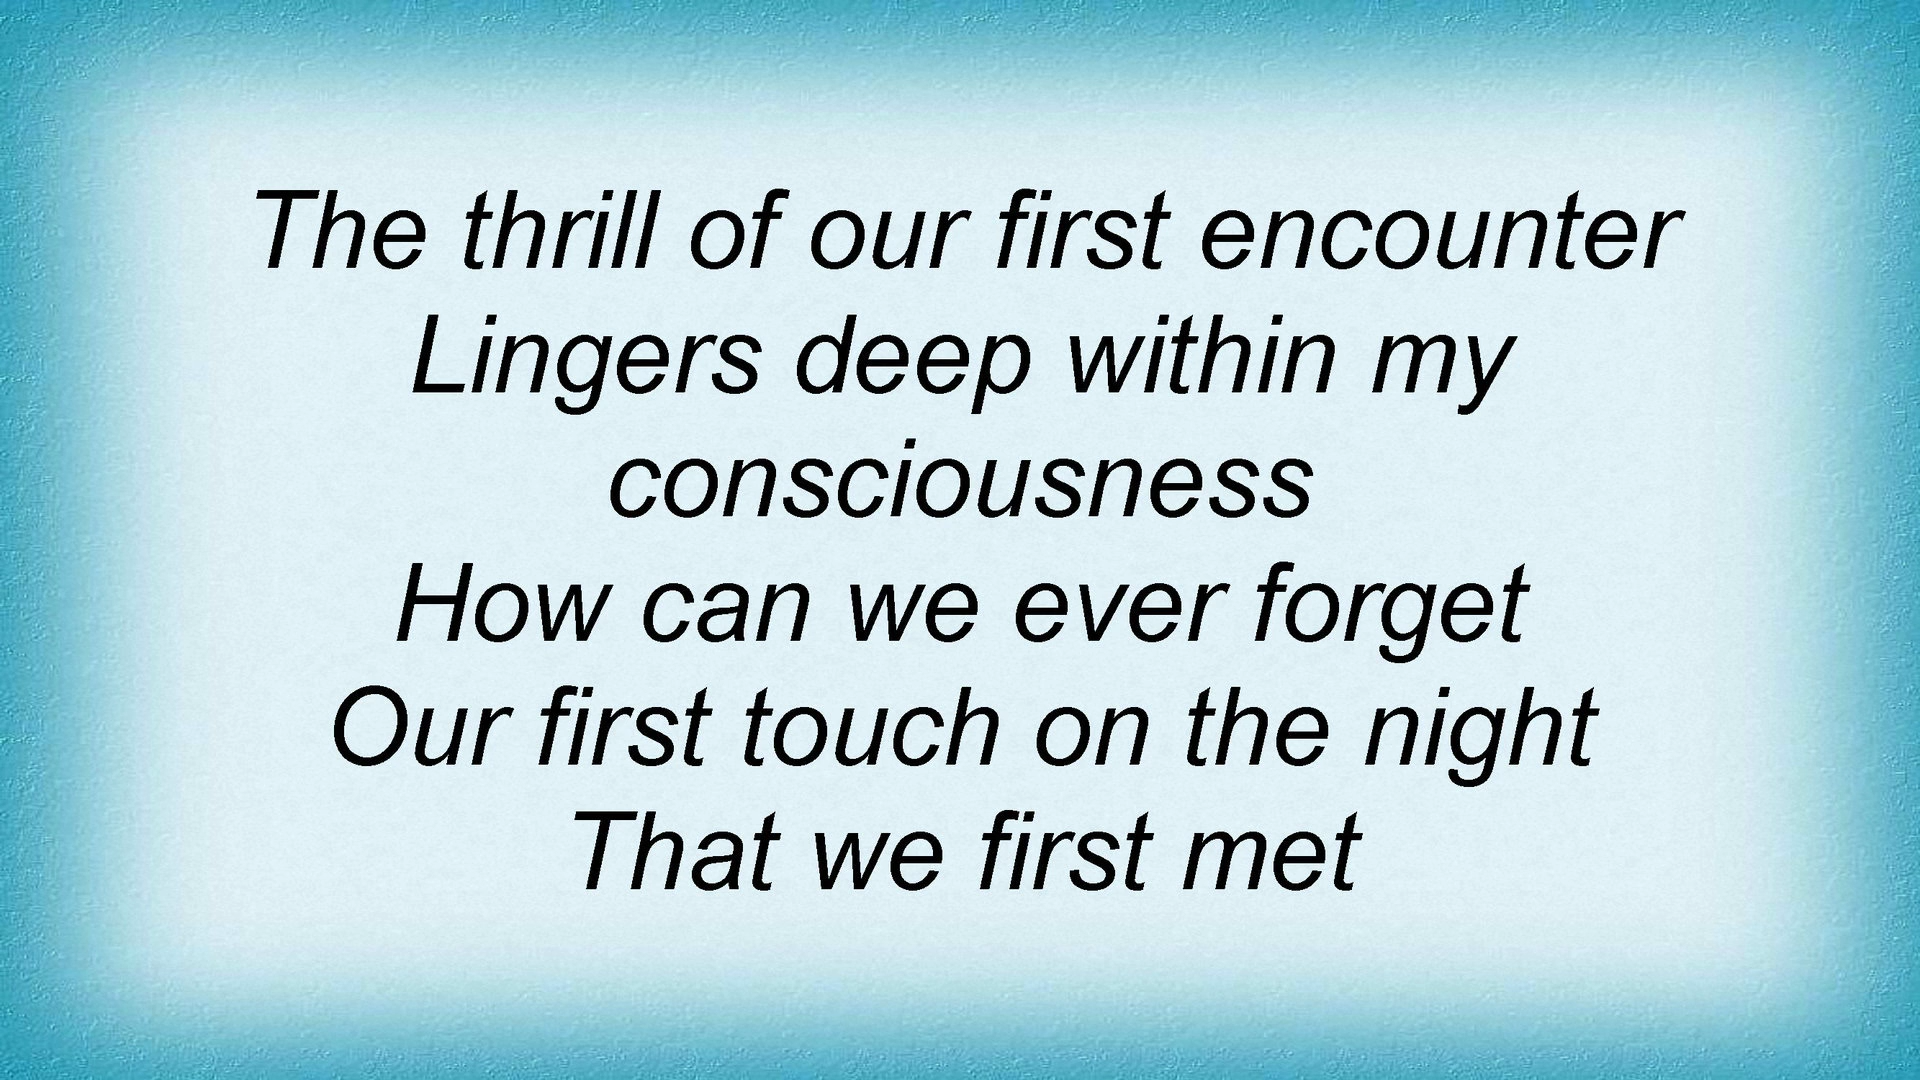 The thrill of our first encounter
Lingers deep within my
consciousness
How can we ever forget
Our first touch on the night
That we first met